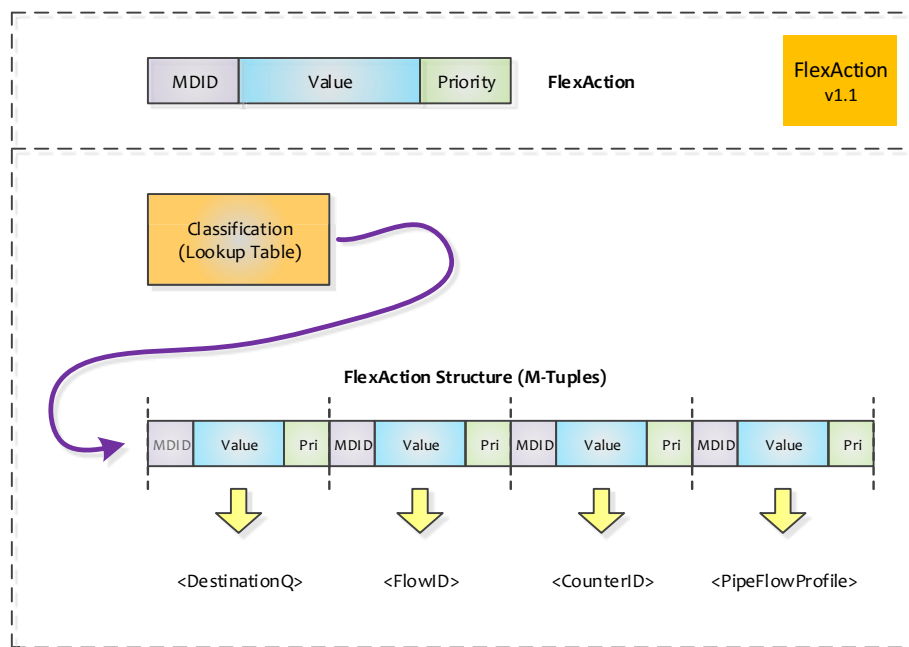 MDID Value Priority FlexAction
FlexAction
v1.1
Classification
(Lookup Table)
FlexAction Structure (M-Tuples)
MDID Value Pri MDID Value Pri MDID Value Pri MDID Value Pri
<DestinationQ> <FlowID> <CounterID> <PipeFlowProfile>